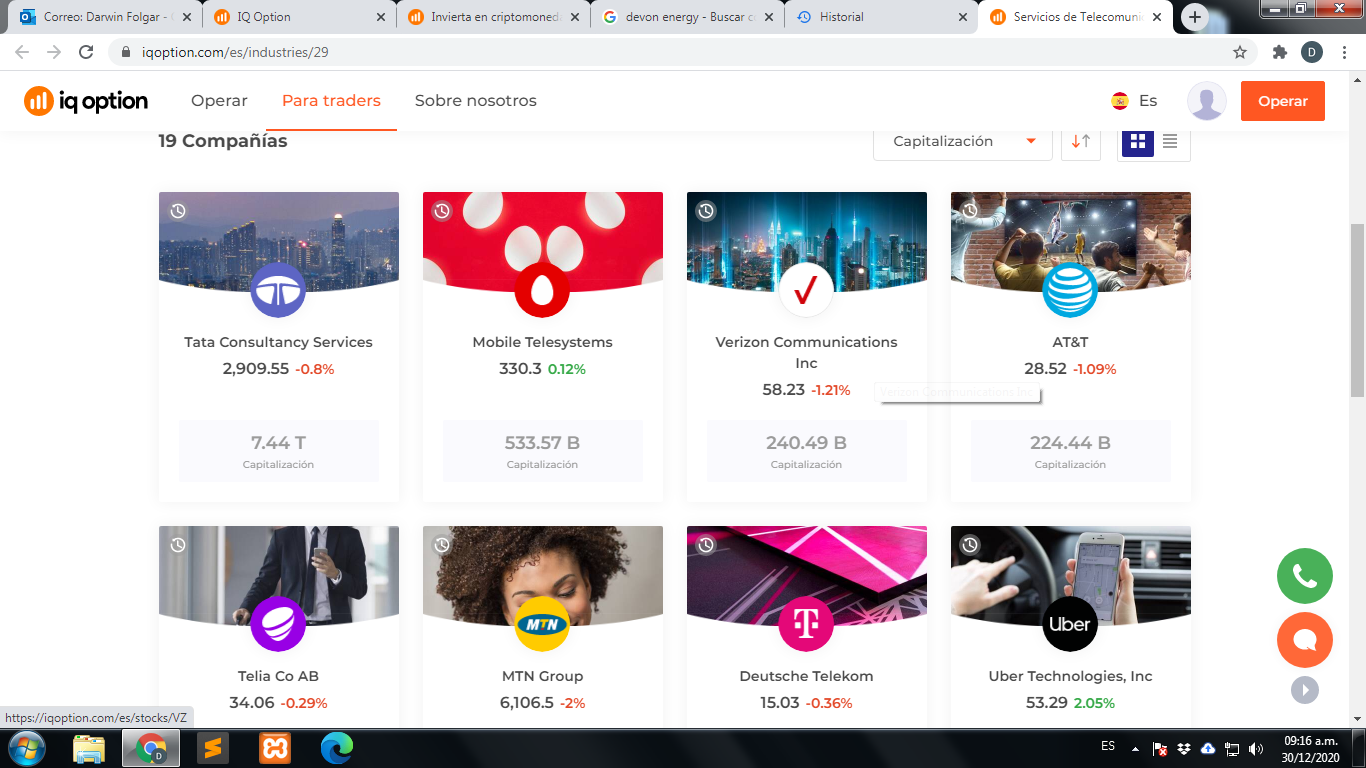 Correo: Darwin Folgar -
IQ Option
Invierta en criptomoned
devon energy - Buscar c
Historial
Servicios de Telecomuni
iqoption.com/es/industries/29
D
iq option
Operar
Para traders
Sobre nosotros
Es
Operar
19 Compañías
Capitalización
Tata Consultancy Services
2,909.55 -0.8%
7.44 T
Capitalización
Mobile Telesystems
330.3 0.12%
533.57 B
Capitalización
Verizon Communications
Inc
58.23 -1.21%
Verizon Communications Inc
240.49 B
Capitalización
AT&T
28.52 -1.09%
224.44 B
Capitalización
Telia Co AB
34.06 -0.29%
MTN
MTN Group
6,106.5 -2%
T
Deutsche Telekom
15.03 -0.36%
Uber
Uber Technologies, Inc
53.29 2.05%
https://iqoption.com/es/stocks/VZ
D
ES
09:16 a.m.
30/12/2020